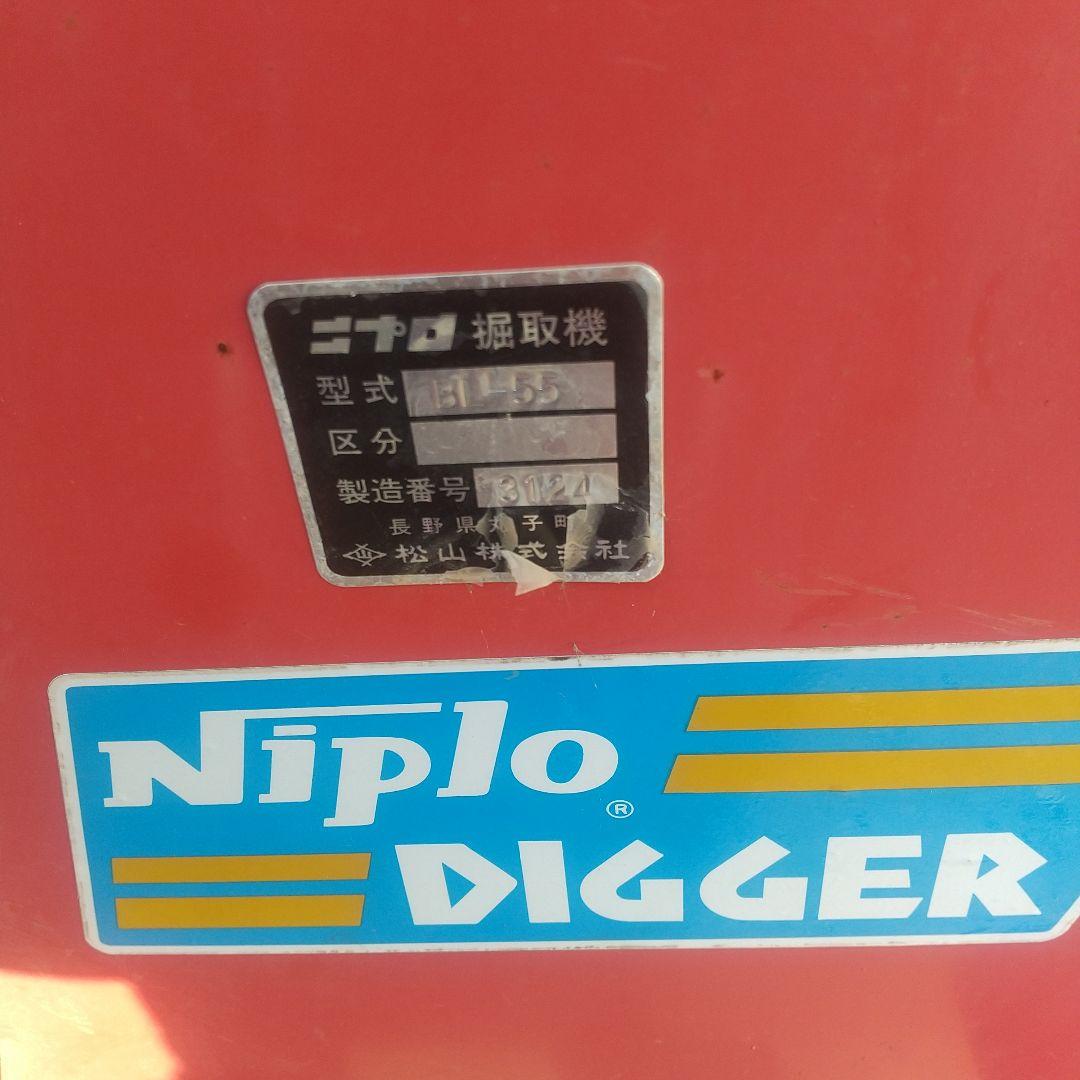 ニプロ 掘取機
型式 -55
区分
製造番号 3124
長野県丸子町
松山株式会社
Niplo®
DIGGER